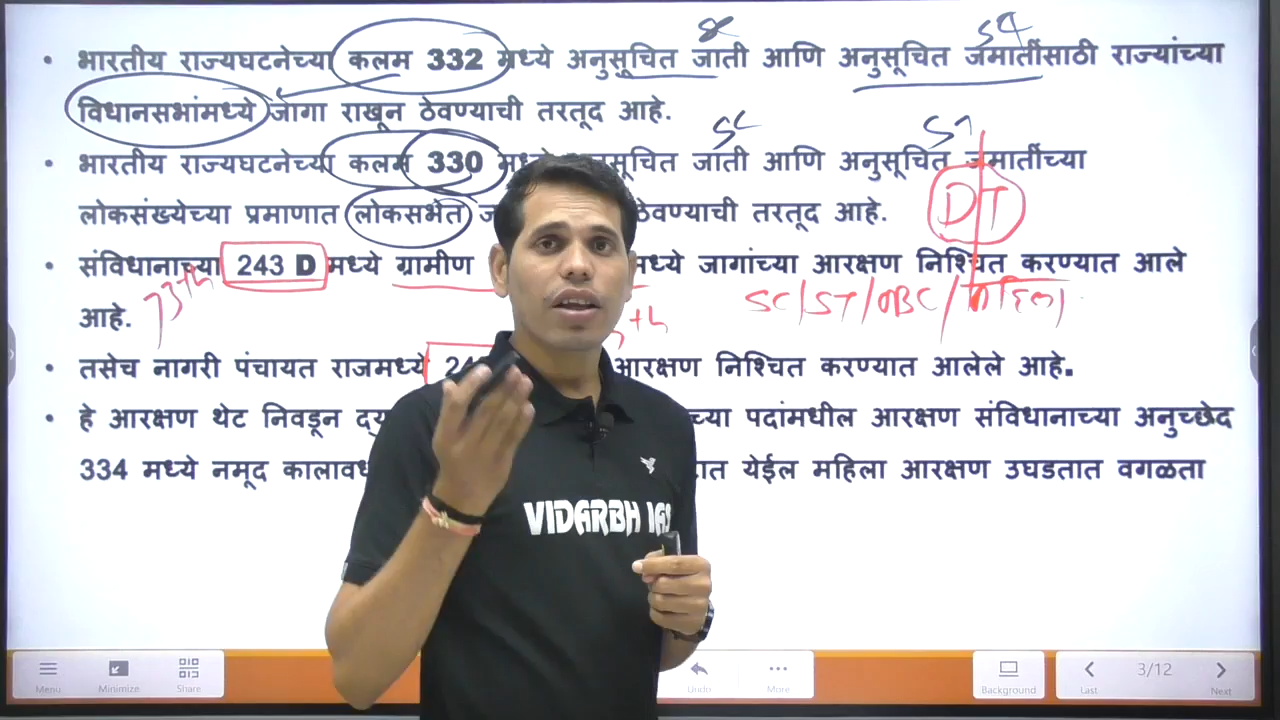 • भारतीय राज्यघटनेच्या कलम 332 मध्ये अनुसूचित जाती आणि अनुसूचित जमातींसाठी राज्यांच्या
विधानसभांमध्ये जागा राखून ठेवण्याची तरतूद आहे.
SC ST
• भारतीय राज्यघटनेच्या कलम 330 अनुसूचित जाती आणि अनुसूचित जमातींच्या
लोकसंख्येच्या प्रमाणात लोकसभेत ठेवण्याची तरतूद आहे.
DT
• संविधानाच्या 243 D मध्ये ग्रामीण मध्ये जागांच्या आरक्षण निश्चित करण्यात आले
आहे.
73th
SC/ST/OBC/महिला
• तसेच नागरी पंचायत राजमध्ये आरक्षण निश्चित करण्यात आलेले आहे.
• हे आरक्षण थेट निवडून च्या पदांमधील आरक्षण संविधानाच्या अनुच्छेद
334 मध्ये नमूद येईल महिला आरक्षण उघडतात वगळता
VIDARBH IAS
Menu Minimize Share Undo More Background Last 3/12 Next